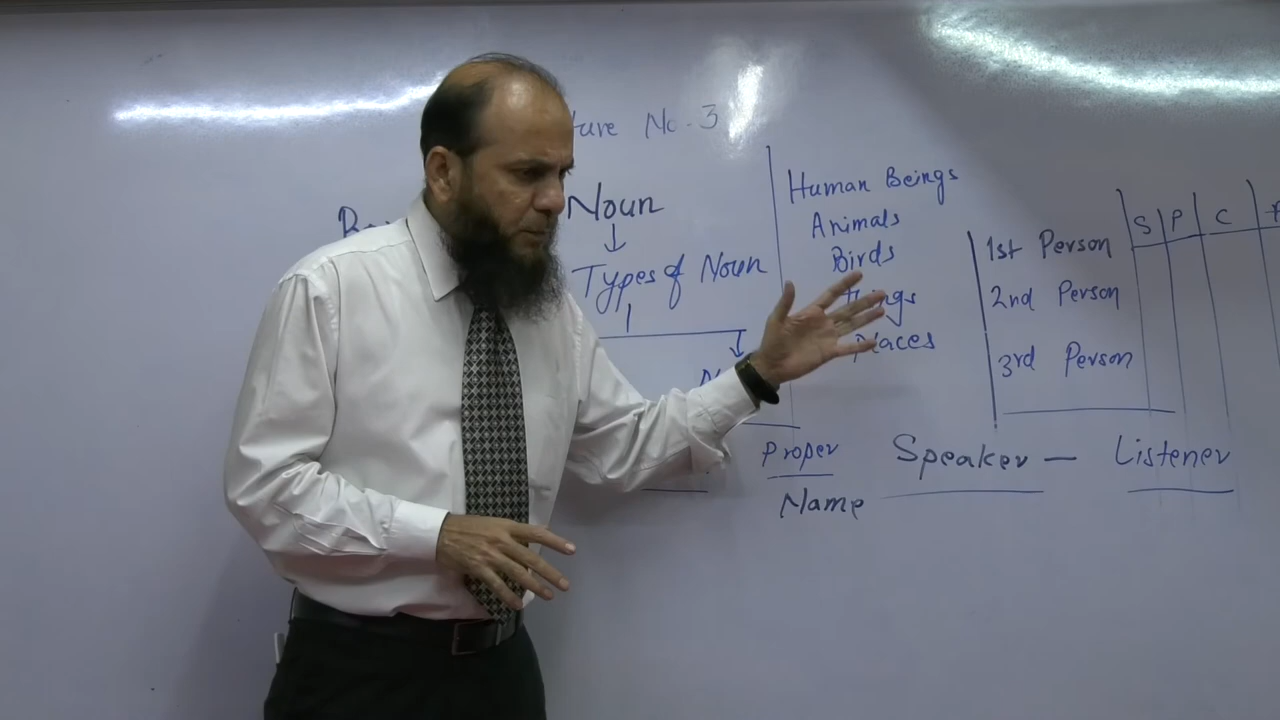 No. 3
Noun
Types of Noun
Human Beings
Animals
Birds
Places
Proper
Name
1st Person
2nd Person
3rd Person
S P C
Speaker — Listener